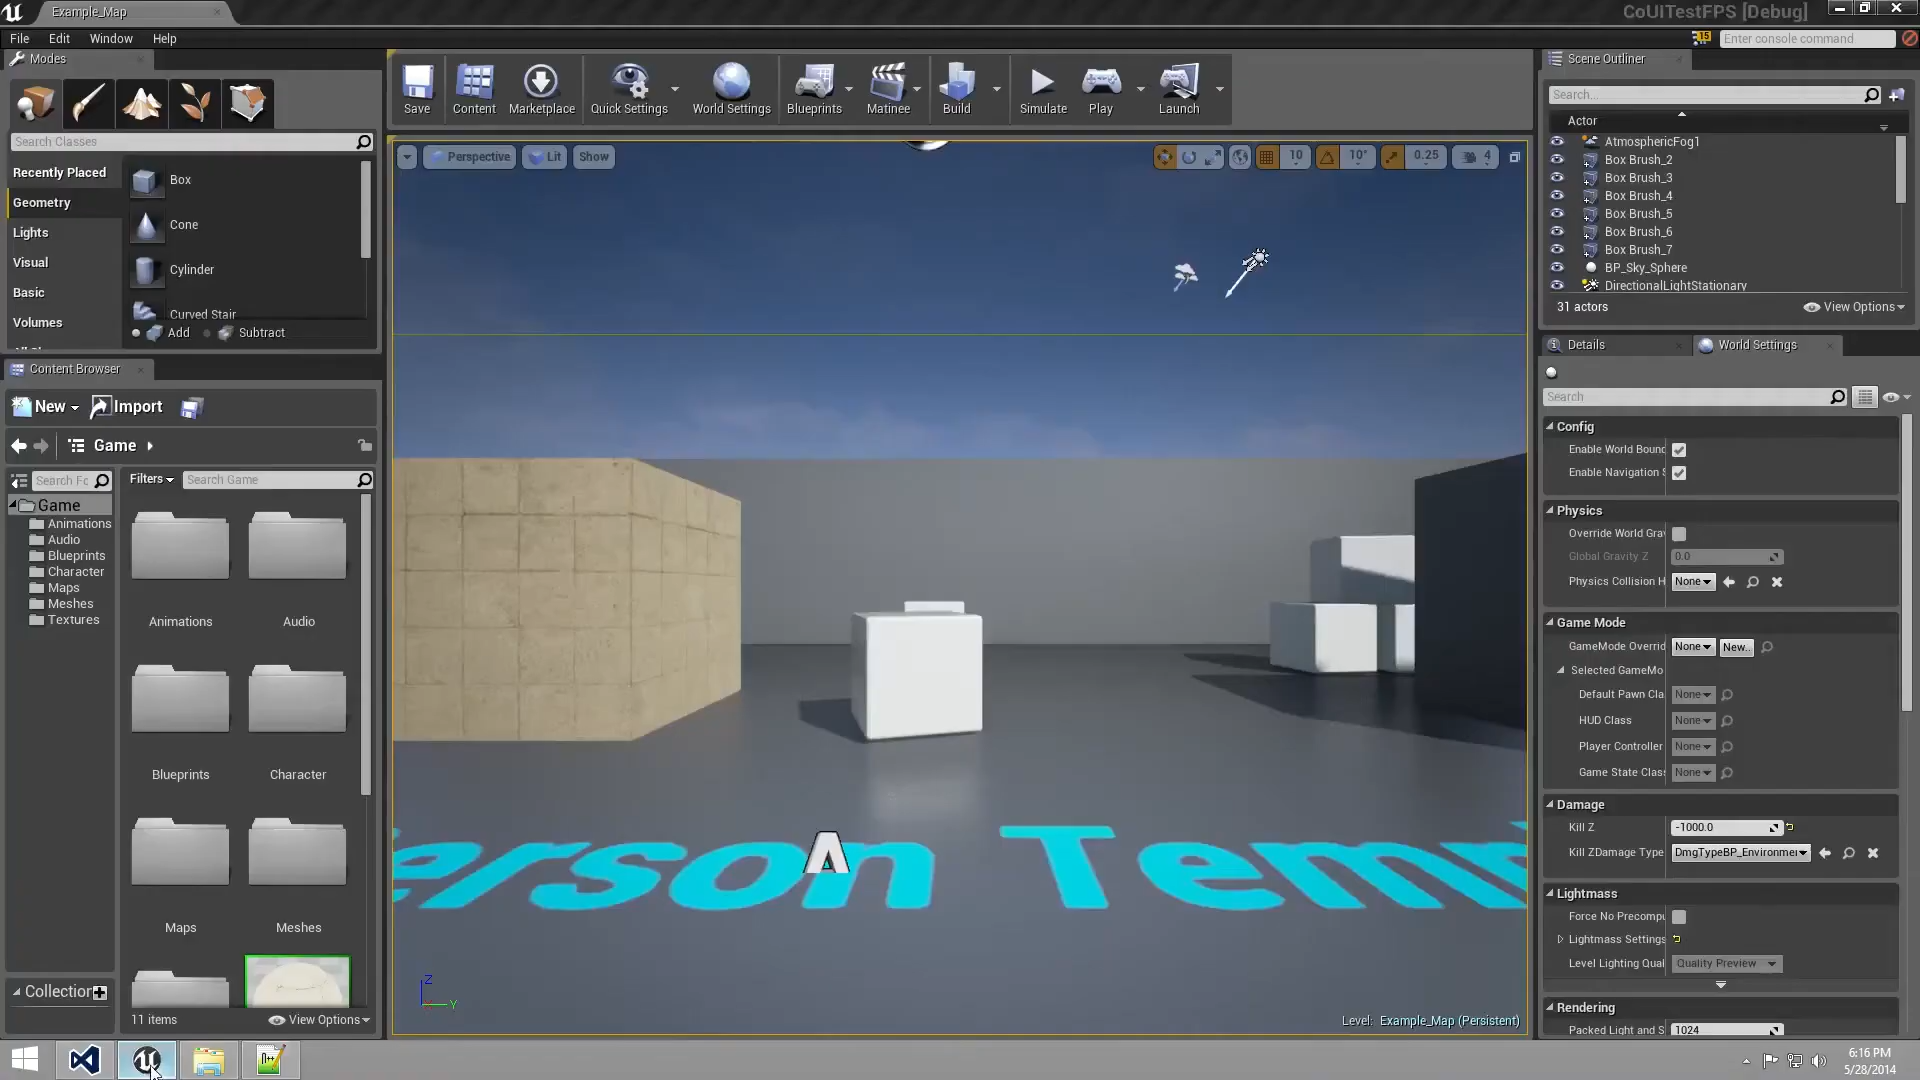 Example_Map
CoUITestFPS [Debug]
File Edit Window Help
15
Enter console command
Modes
Search Classes
Recently Placed
Geometry
Lights
Visual
Basic
Volumes
Box
Cone
Cylinder
Curved Stair
Add Subtract
Save
Content
Marketplace
Quick Settings
World Settings
Blueprints
Matinee
Build
Simulate
Play
Launch
Perspective
Lit
Show
10
10°
0.25
4
Scene Outliner
Search...
Actor
AtmosphericFog1
Box Brush_2
Box Brush_3
Box Brush_4
Box Brush_5
Box Brush_6
Box Brush_7
BP_Sky_Sphere
DirectionalLightStationary
31 actors
View Options
Content Browser
New
Import
Game
Search Fo
Filters
Search Game
Game
Animations
Audio
Blueprints
Character
Maps
Meshes
Textures
Animations
Audio
Blueprints
Character
Maps
Meshes
Collection
11 items
View Options
erson Temp
A
Z
Y
Level: Example_Map (Persistent)
Details
World Settings
Search
Config
Enable World Bound
Enable Navigation S
Physics
Override World Gra
Global Gravity Z 0.0
Physics Collision H None
Game Mode
GameMode Overrid None New..
Selected GameMo
Default Pawn Cla None
HUD Class None
Player Controller None
Game State Clas None
Damage
Kill Z -1000.0
Kill ZDamage Type DmgTypeBP_Environmen
Lightmass
Force No Precompu
Lightmass Settings
Level Lighting Qual Quality Preview
Rendering
Packed Light and S 1024
6:16 PM
5/28/2014